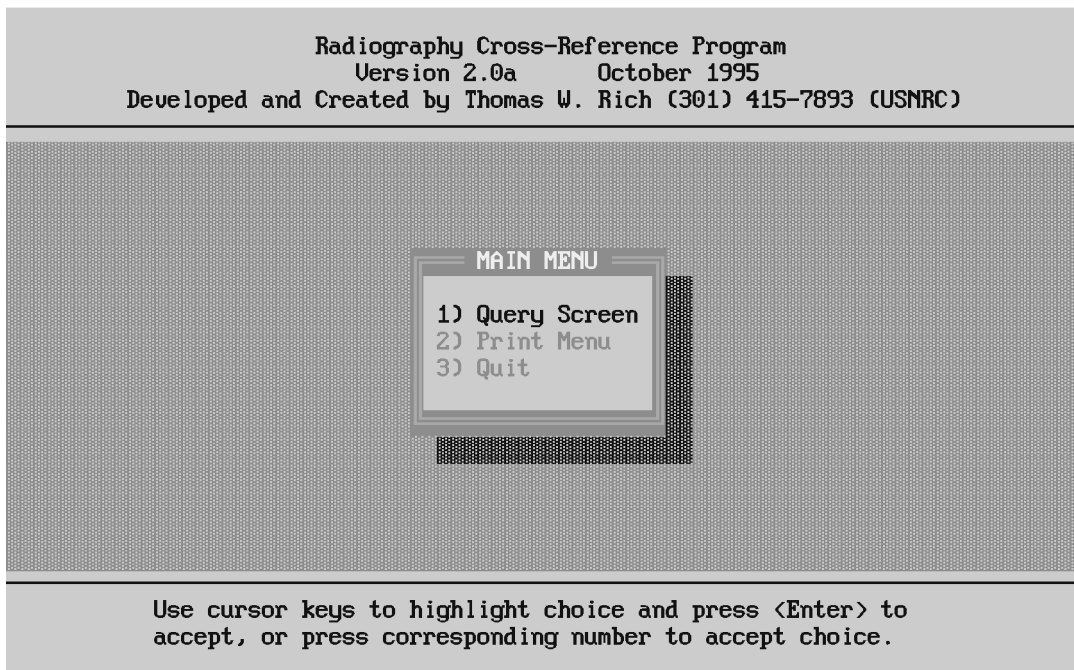 Radiography Cross-Reference Program
Version 2.0a October 1995
Developed and Created by Thomas W. Rich (301) 415-7893 (USNRC)
MAIN MENU
1) Query Screen
2) Print Menu
3) Quit
Use cursor keys to highlight choice and press <Enter> to
accept, or press corresponding number to accept choice.